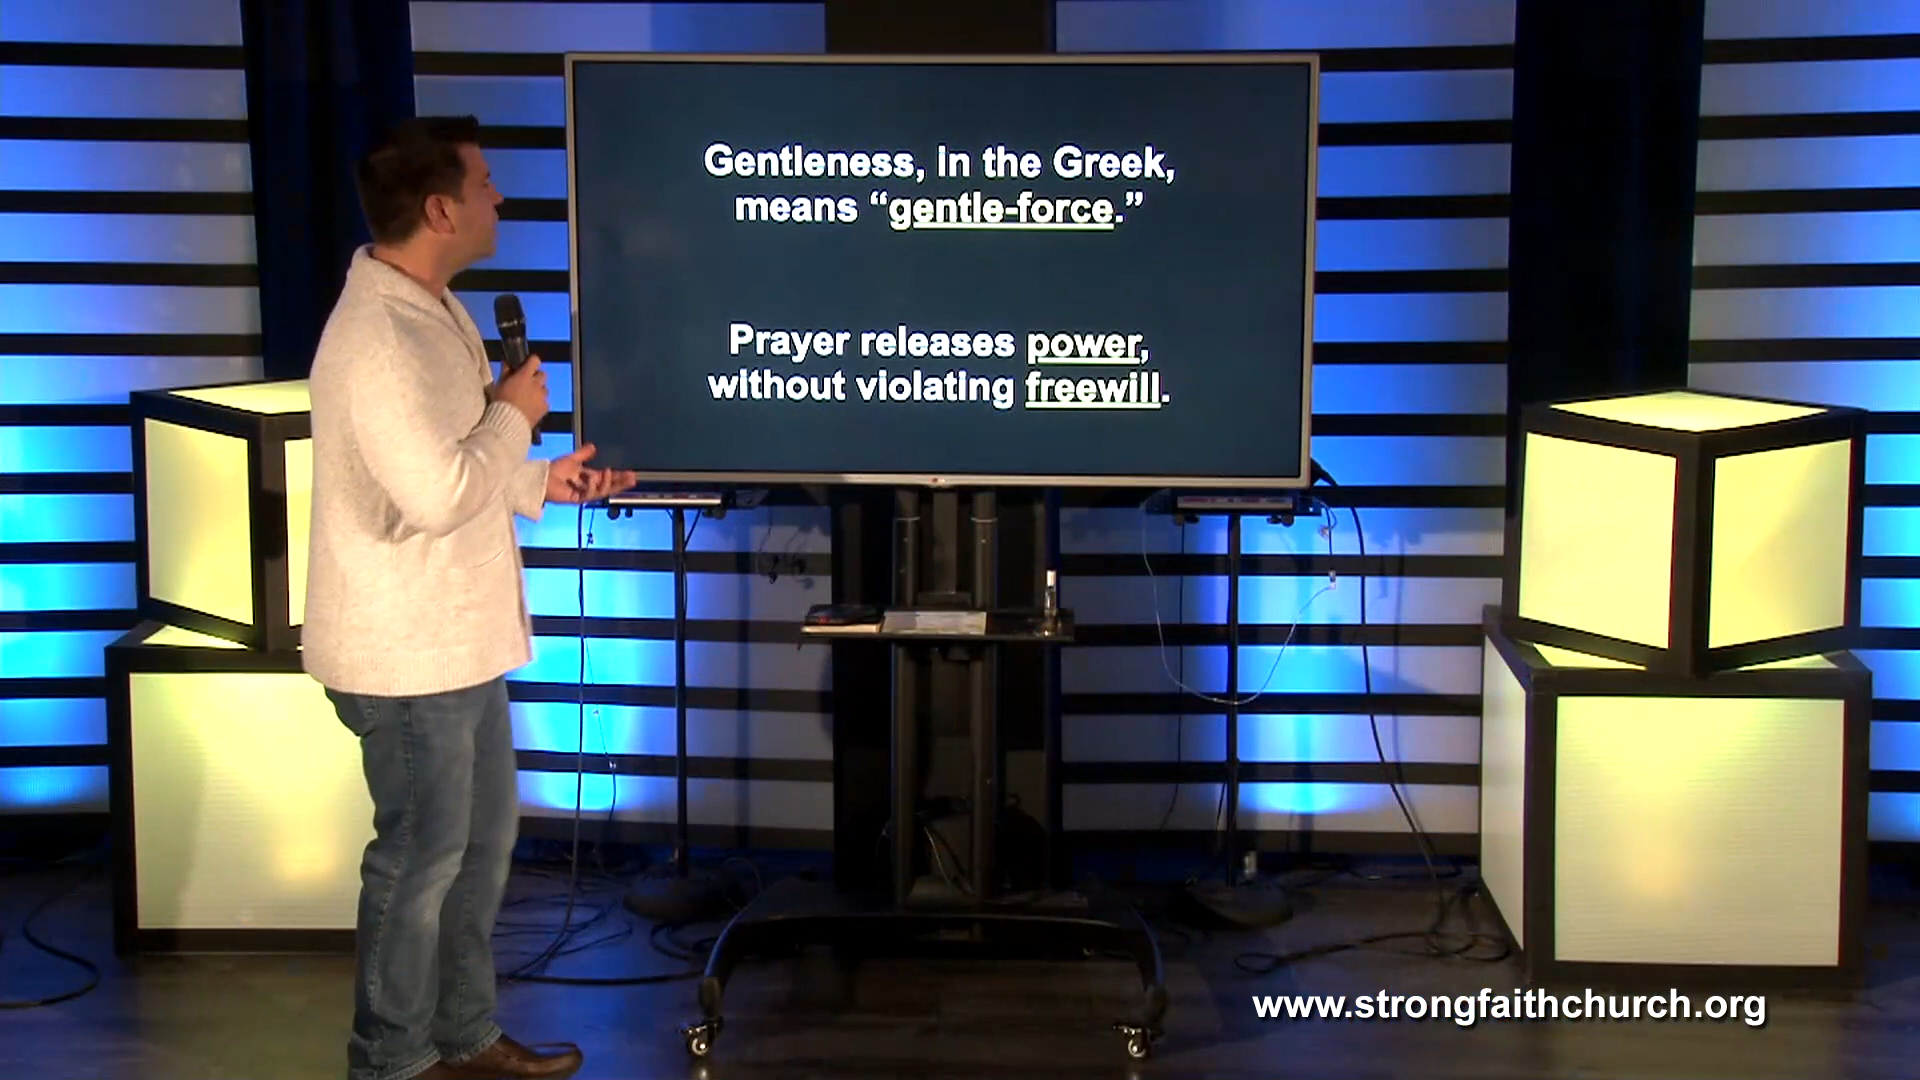 Gentleness, in the Greek,
means “gentle-force.”
Prayer releases power,
without violating freewill.
www.strongfaithchurch.org